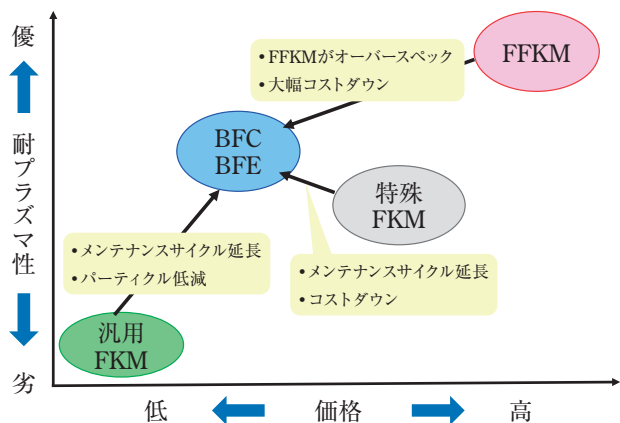 優
耐プラズマ性
劣
• FFKMがオーバースペック
• 大幅コストダウン
FFKM
BFC
BFE
特殊
FKM
• メンテナンスサイクル延長
• パーティクル低減
• メンテナンスサイクル延長
• コストダウン
汎用
FKM
低
価格
高